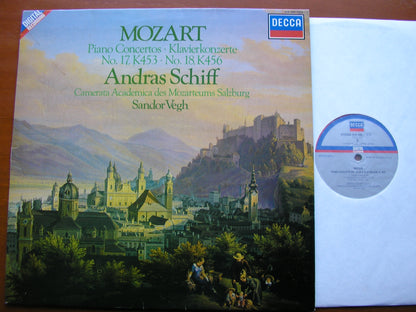 DIGITAL
DECCA
MOZART
Piano Concertos · Klavierkonzerte
No. 17 K453 · No. 18 K456
Andras Schiff
Camerata Academica des Mozarteums Salzburg
Sandor Vegh